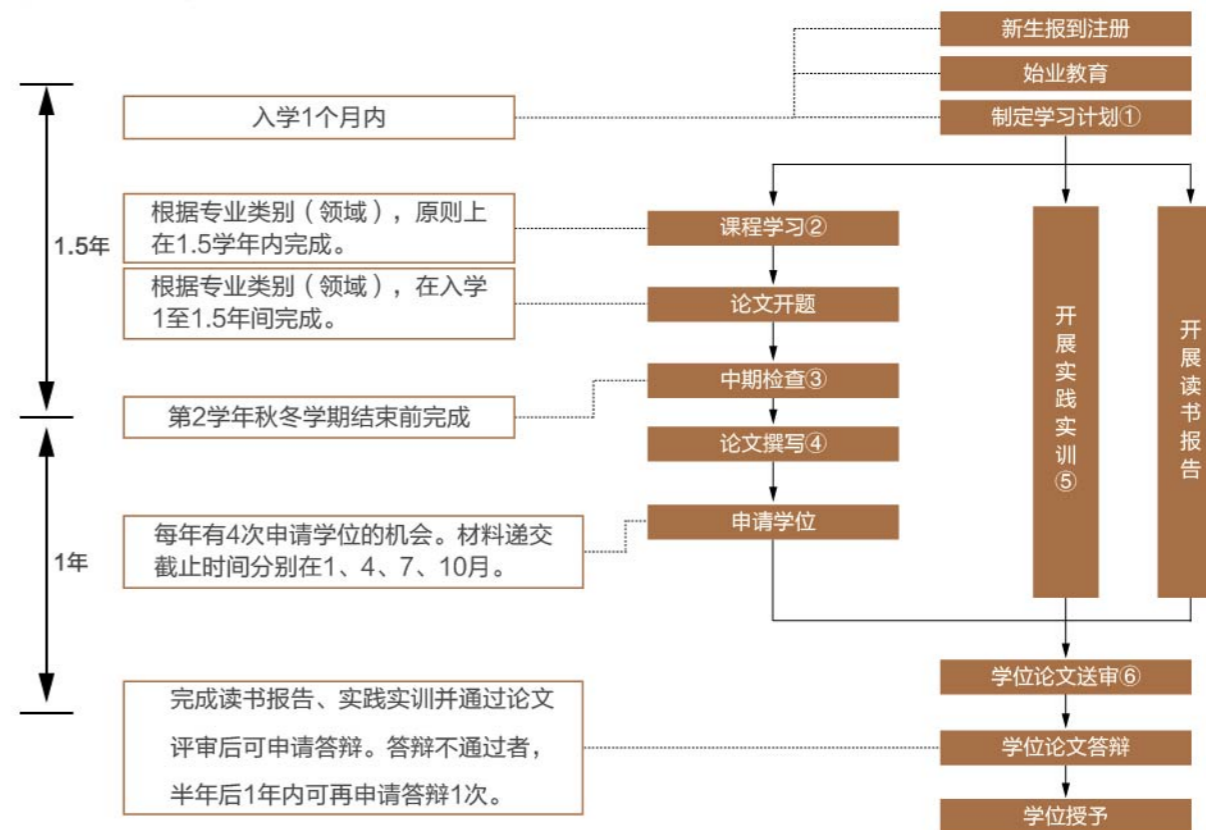 新生报到注册
始业教育
制定学习计划①
入学1个月内
根据专业类别（领域），原则上
在1.5学年内完成。
课程学习②
1.5年
根据专业类别（领域），在入学
1至1.5年间完成。
论文开题
中期检查③
第2学年秋冬学期结束前完成
论文撰写④
开展实践实训⑤
开展读书报告
申请学位
每年有4次申请学位的机会。材料递交
截止时间分别在1、4、7、10月。
1年
学位论文送审⑥
完成读书报告、实践实训并通过论文
评审后可申请答辩。答辩不通过者，
半年后1年内可再申请答辩1次。
学位论文答辩
学位授予